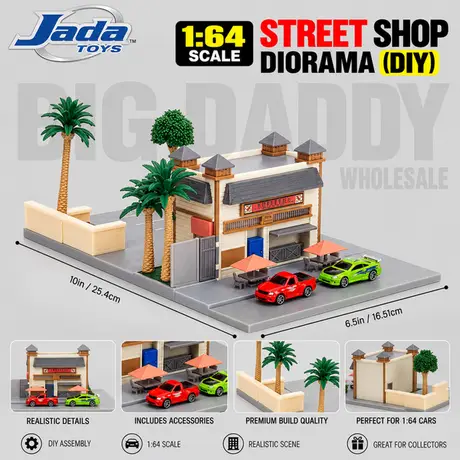 Jada
TOYS
™
1:64
SCALE
STREET SHOP
DIORAMA (DIY)
BIG DADDY
WHOLESALE
10in / 25.4cm
6.5in / 16.51cm
REALISTIC DETAILS
INCLUDES ACCESSORIES
PREMIUM BUILD QUALITY
PERFECT FOR 1:64 CARS
DIY ASSEMBLY
1:64 SCALE
REALISTIC SCENE
GREAT FOR COLLECTORS